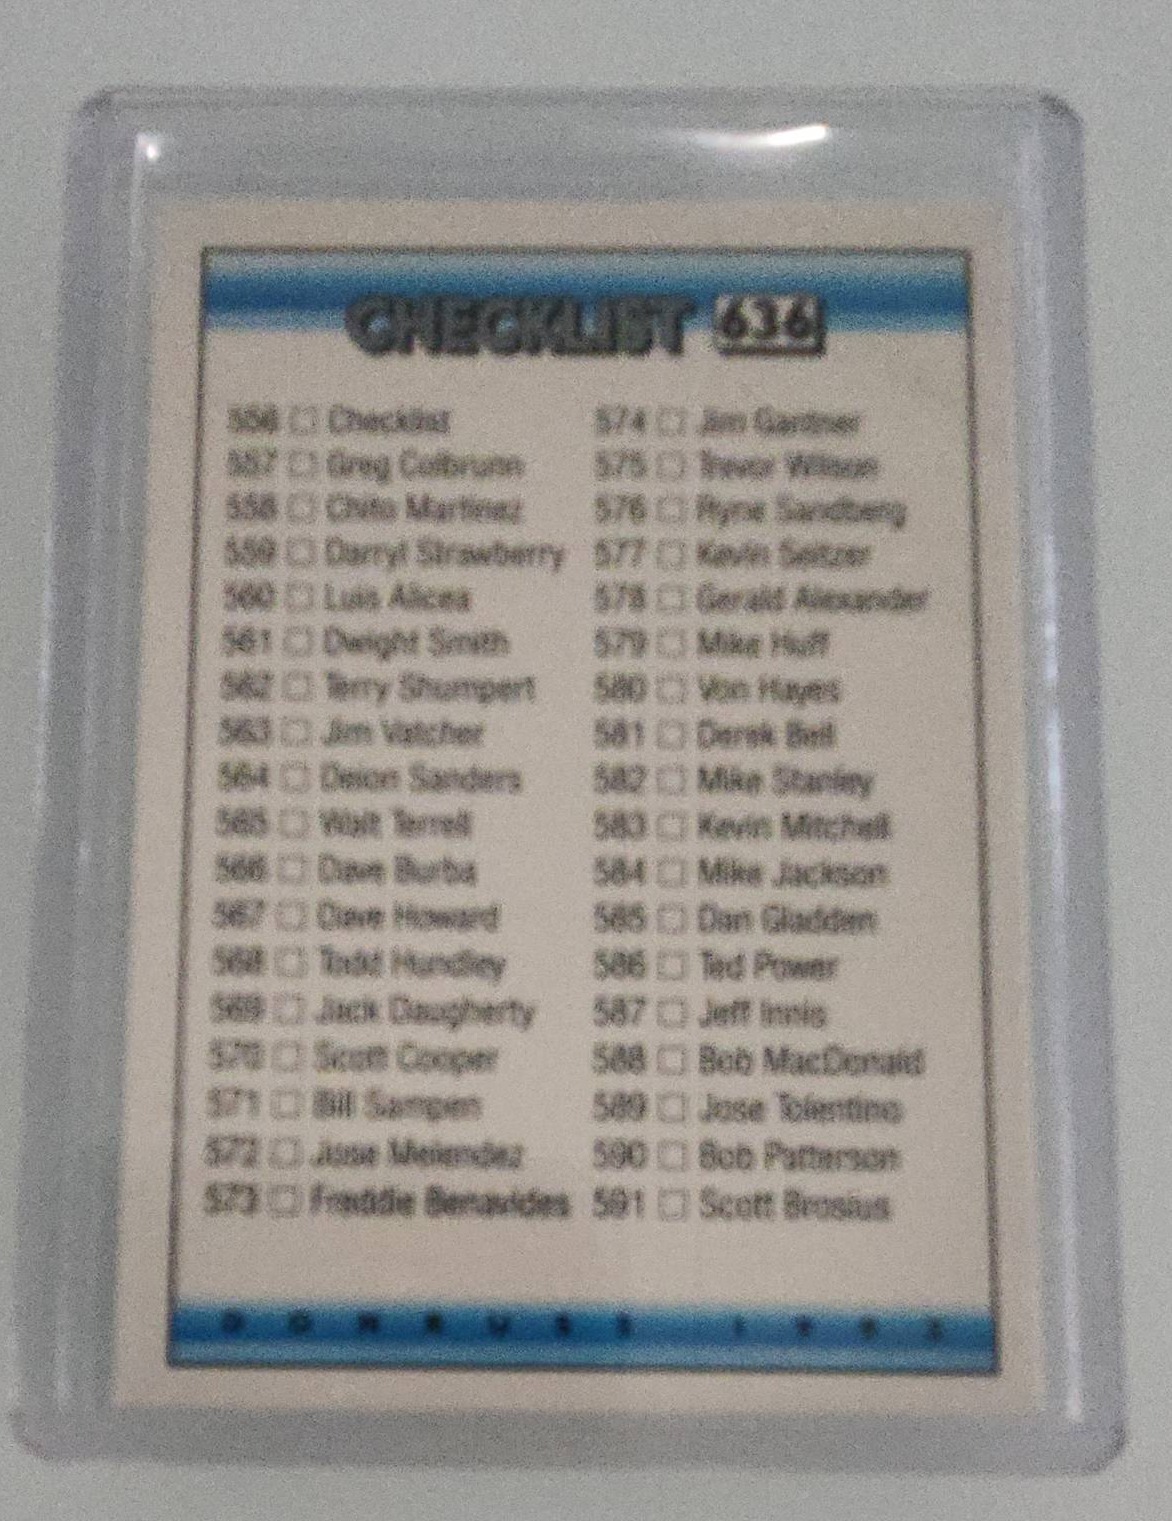 CHECKLIST 636
556 Checklist
557 Greg Colbrunn
558 Chito Martinez
559 Darryl Strawberry
560 Luis Alicea
561 Dwight Smith
562 Terry Shumpert
563 Jim Vatcher
564 Deion Sanders
565 Walt Terrell
566 Dave Burba
567 Dave Howard
568 Todd Hundley
569 Jack Daugherty
570 Scott Cooper
571 Bill Sampen
572 Jose Melendez
573 Freddie Benavides
574 Jim Gantner
575 Trevor Wilson
576 Ryne Sandberg
577 Kevin Seitzer
578 Gerald Alexander
579 Mike Huff
580 Von Hayes
581 Derek Bell
582 Mike Stanley
583 Kevin Mitchell
584 Mike Jackson
585 Dan Gladden
586 Ted Power
587 Jeff Innis
588 Bob MacDonald
589 Jose Tolentino
590 Bob Patterson
591 Scott Brosius
DONRUSS 1992